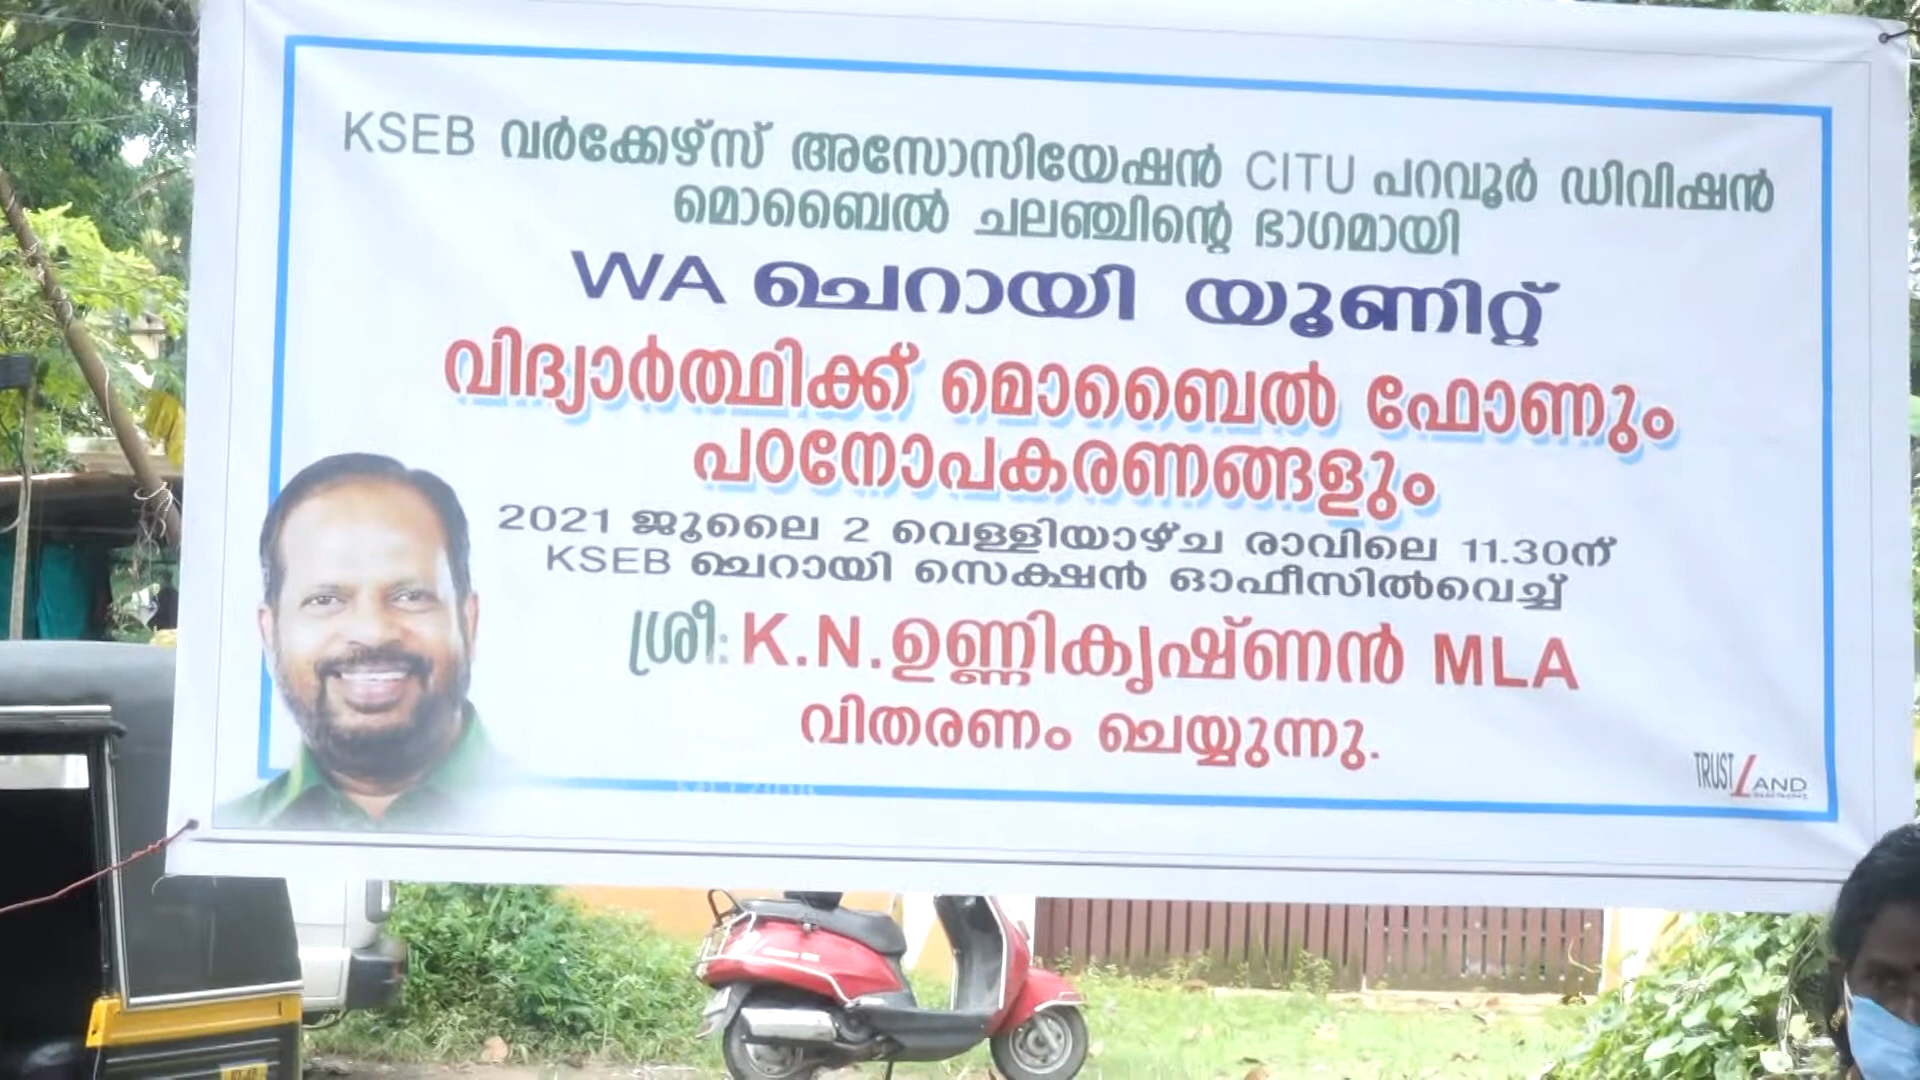 KSEB വർക്കേഴ്സ് അസോസിയേഷൻ CITU പറവൂർ ഡിവിഷൻ
മൊബൈൽ ചലഞ്ചിന്റെ ഭാഗമായി
WA ചെറായി യൂണിറ്റ്
വിദ്യാർത്ഥിക്ക് മൊബൈൽ ഫോണും
പഠനോപകരണങ്ങളും
2021 ജൂലൈ 2 വെള്ളിയാഴ്ച രാവിലെ 11.30ന്
KSEB ചെറായി സെക്ഷൻ ഓഫീസിൽവെച്ച്
ശ്രീ: K.N.ഉണ്ണികൃഷ്ണൻ MLA
വിതരണം ചെയ്യുന്നു.
TRUST LAND